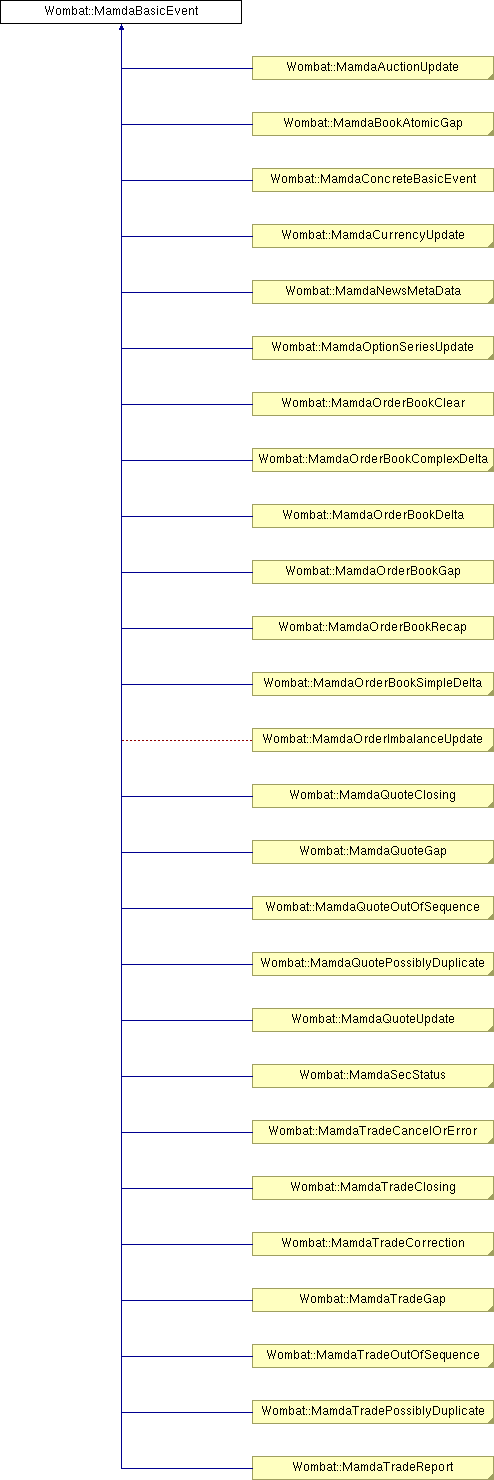 Wombat::MamdaBasicEvent
Wombat::MamdaAuctionUpdate
Wombat::MamdaBookAtomicGap
Wombat::MamdaConcreteBasicEvent
Wombat::MamdaCurrencyUpdate
Wombat::MamdaNewsMetaData
Wombat::MamdaOptionSeriesUpdate
Wombat::MamdaOrderBookClear
Wombat::MamdaOrderBookComplexDelta
Wombat::MamdaOrderBookDelta
Wombat::MamdaOrderBookGap
Wombat::MamdaOrderBookRecap
Wombat::MamdaOrderBookSimpleDelta
Wombat::MamdaOrderImbalanceUpdate
Wombat::MamdaQuoteClosing
Wombat::MamdaQuoteGap
Wombat::MamdaQuoteOutOfSequence
Wombat::MamdaQuotePossiblyDuplicate
Wombat::MamdaQuoteUpdate
Wombat::MamdaSecStatus
Wombat::MamdaTradeCancelOrError
Wombat::MamdaTradeClosing
Wombat::MamdaTradeCorrection
Wombat::MamdaTradeGap
Wombat::MamdaTradeOutOfSequence
Wombat::MamdaTradePossiblyDuplicate
Wombat::MamdaTradeReport